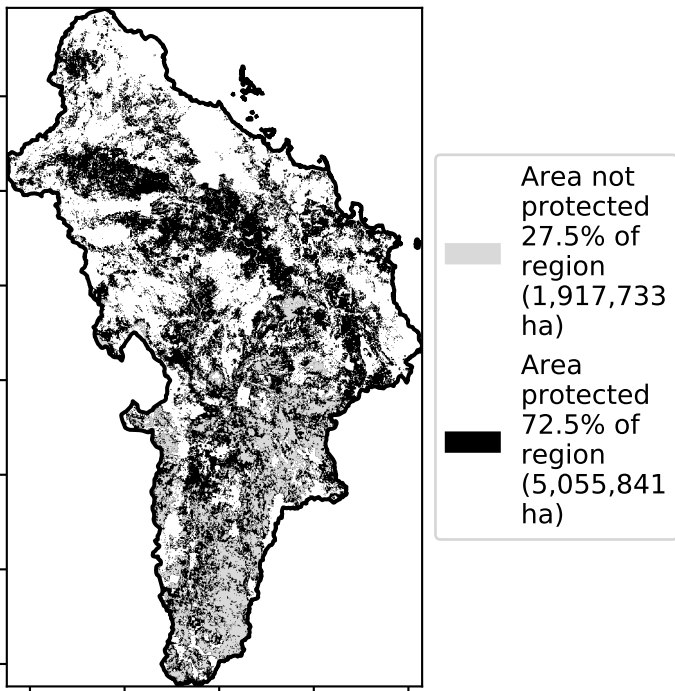 Area not
protected
27.5% of
region
(1,917,733
ha)
Area
protected
72.5% of
region
(5,055,841
ha)